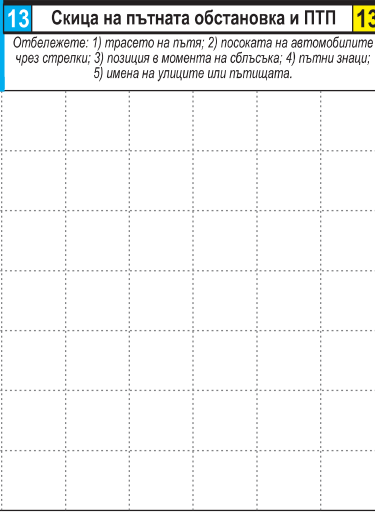 13 Скица на пътната обстановка и ПТП 13
Отбележете: 1) трасето на пътя; 2) посоката на автомобилите
чрез стрелки; 3) позиция в момента на сблъсъка; 4) пътни знаци;
5) имена на улиците или пътищата.